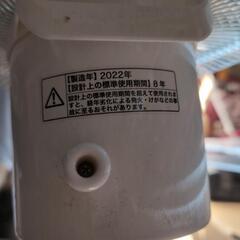 【製造年】2022年
【設計上の標準使用期間】8年
設計上の標準使用期間を超えて使用されま
すと、経年劣化による発火・けがなどの事
故に至るおそれがあります。